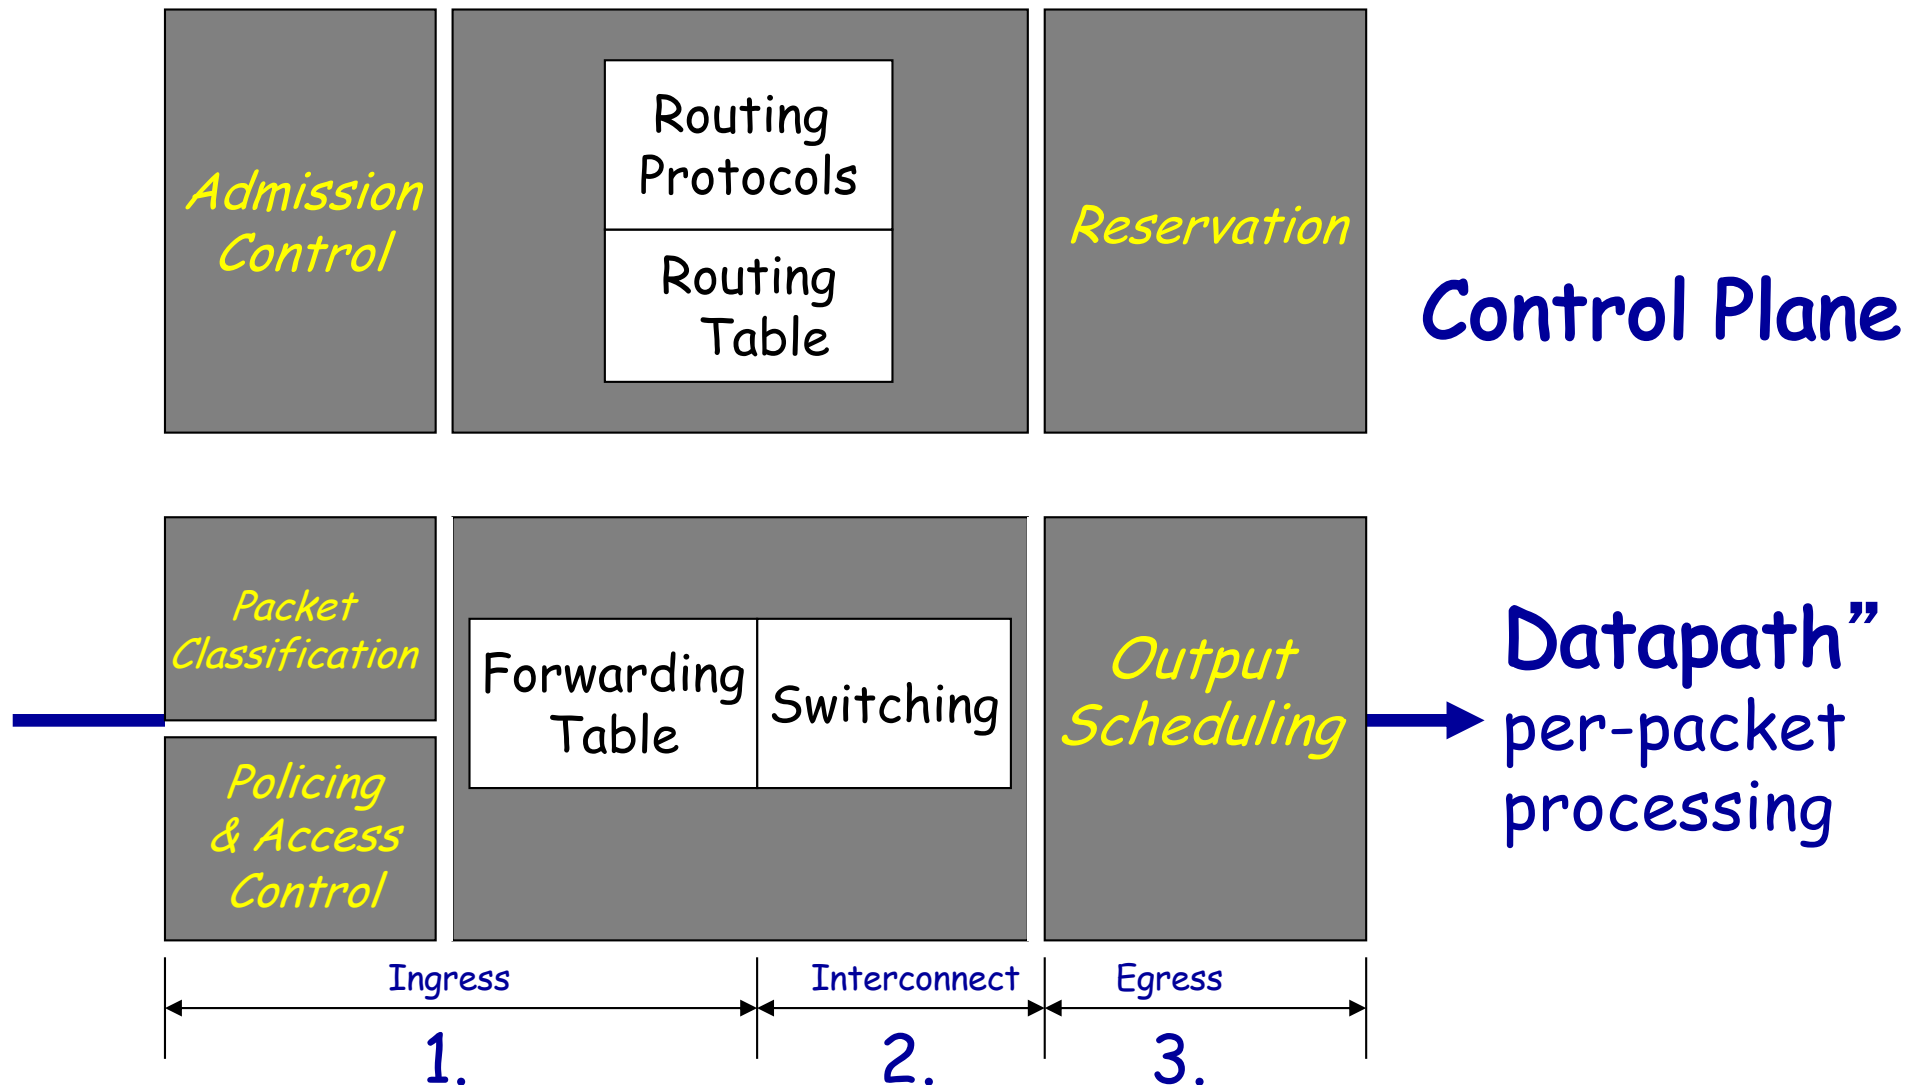 Admission
Control
Routing
Protocols
Routing
Table
Reservation
Control Plane
Packet
Classification
Policing
& Access
Control
Forwarding
Table
Switching
Output
Scheduling
Datapath”
per-packet
processing
Ingress
Interconnect
Egress
1.
2.
3.